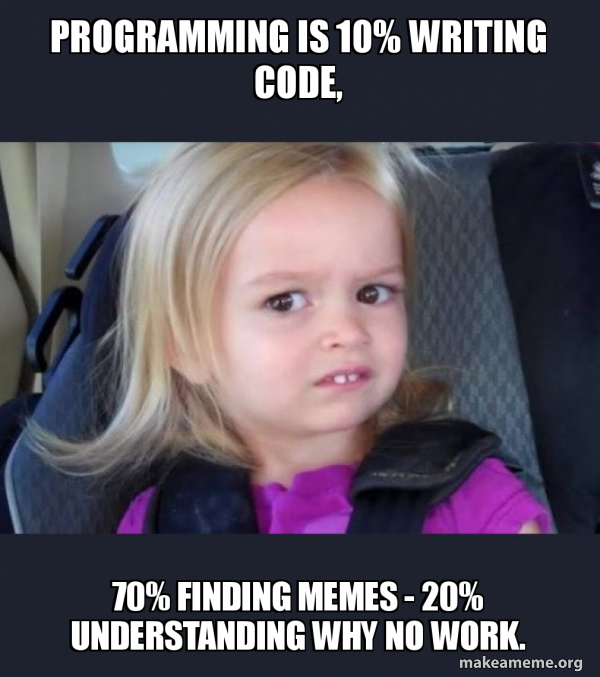 PROGRAMMING IS 10% WRITING
CODE,
70% FINDING MEMES - 20%
UNDERSTANDING WHY NO WORK.
makeameme.org